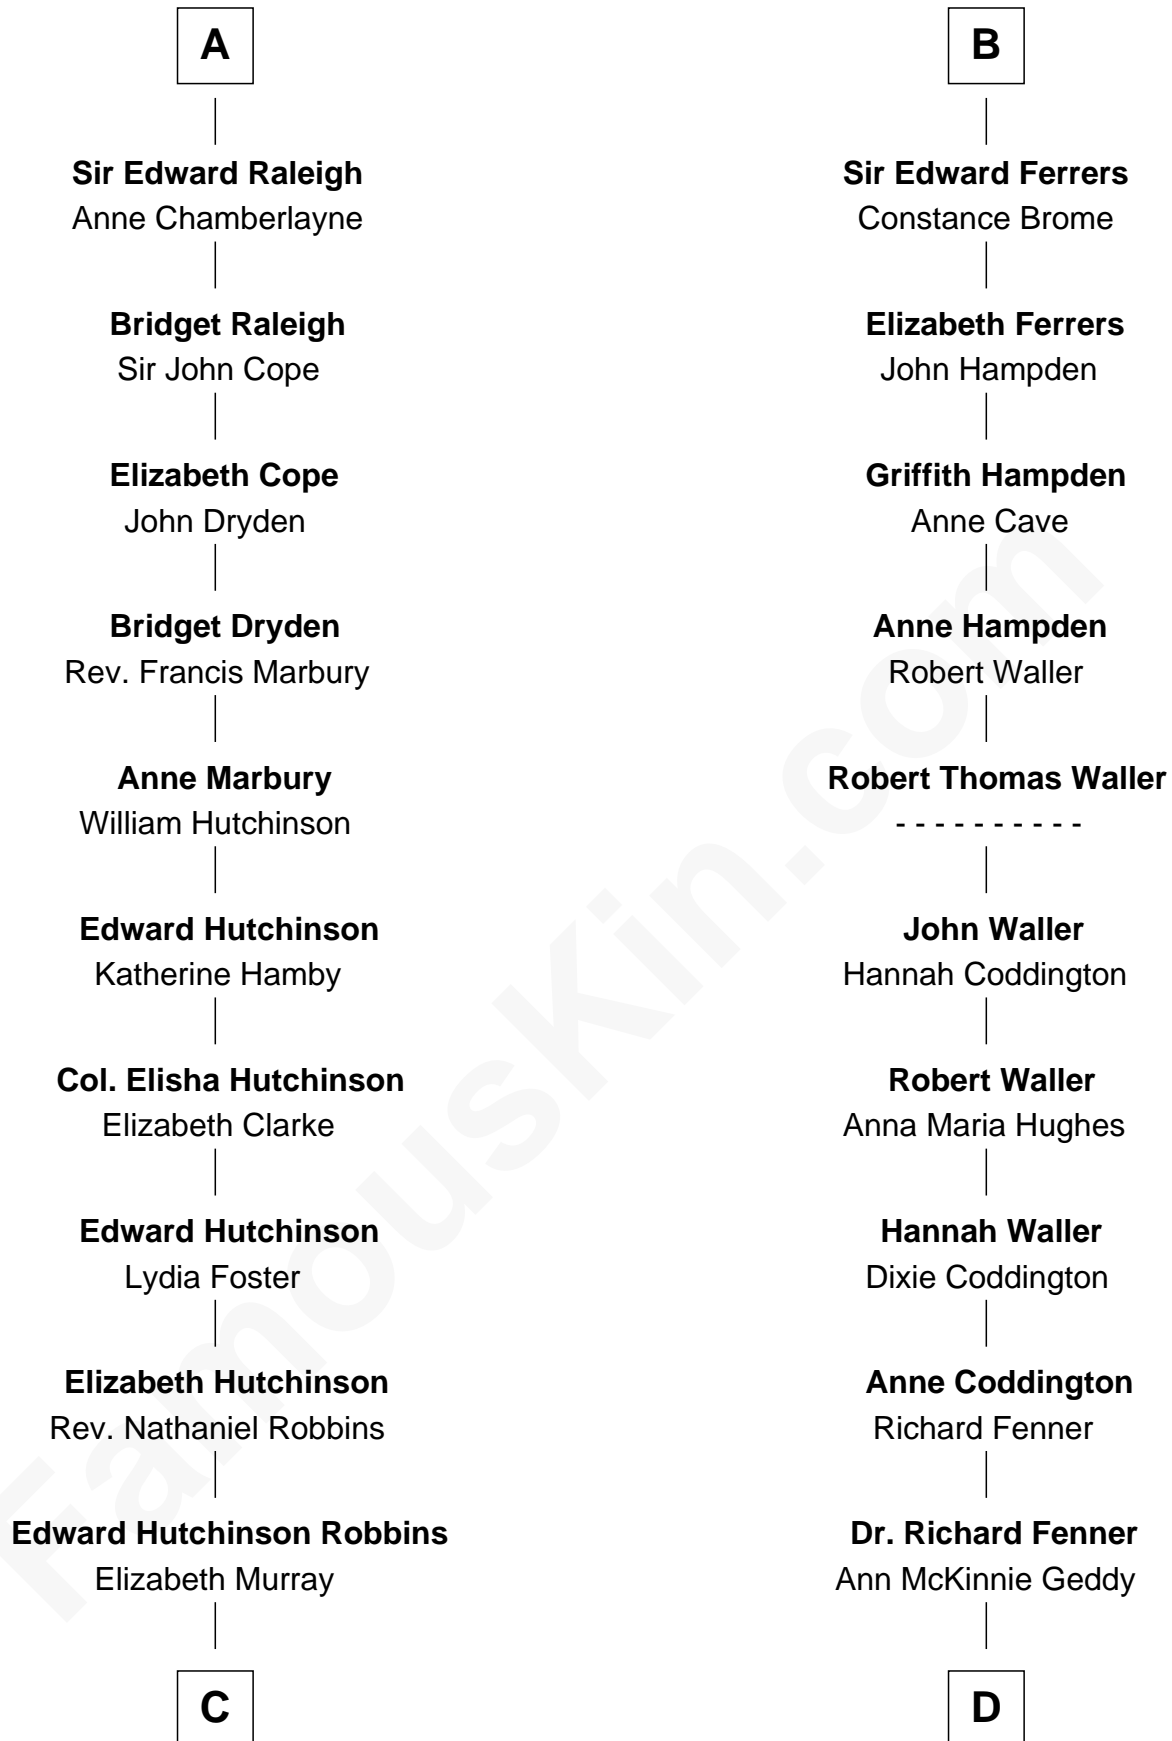 A
Sir Edward Raleigh
Anne Chamberlayne
Bridget Raleigh
Sir John Cope
Elizabeth Cope
John Dryden
Bridget Dryden
Rev. Francis Marbury
Anne Marbury
William Hutchinson
Edward Hutchinson
Katherine Hamby
Col. Elisha Hutchinson
Elizabeth Clarke
Edward Hutchinson
Lydia Foster
Elizabeth Hutchinson
Rev. Nathaniel Robbins
Edward Hutchinson Robbins
Elizabeth Murray
C
B
Sir Edward Ferrers
Constance Brome
Elizabeth Ferrers
John Hampden
Griffith Hampden
Anne Cave
Anne Hampden
Robert Waller
Robert Thomas Waller
- - - - - - - - - -
John Waller
Hannah Coddington
Robert Waller
Anna Maria Hughes
Hannah Waller
Dixie Coddington
Anne Coddington
Richard Fenner
Dr. Richard Fenner
Ann McKinnie Geddy
D
FamousKin.com